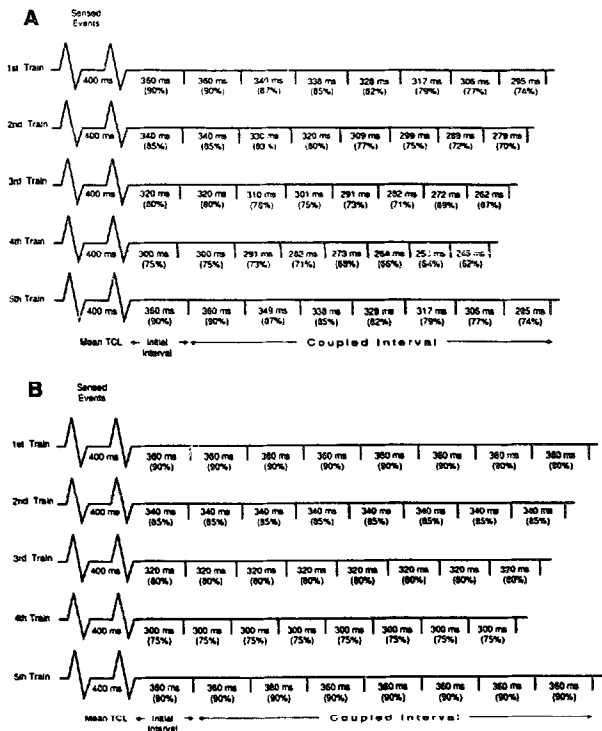 A
Sensed
Events
1st Train
400 ms
360 ms 360 ms 349 ms 338 ms 328 ms 317 ms 306 ms 295 ms
(90%) (90%) (87%) (85%) (82%) (79%) (77%) (74%)
2nd Train
400 ms
340 ms 340 ms 330 ms 320 ms 309 ms 299 ms 289 ms 279 ms
(85%) (85%) (83%) (80%) (77%) (75%) (72%) (70%)
3rd Train
400 ms
320 ms 320 ms 310 ms 301 ms 291 ms 282 ms 272 ms 262 ms
(80%) (80%) (78%) (75%) (73%) (71%) (69%) (67%)
4th Train
400 ms
300 ms 300 ms 291 ms 282 ms 273 ms 264 ms ms
(75%) (75%) (73%) (71%) (68%) (66%) (64%) (62%)
5th Train
400 ms
360 ms 360 ms 349 ms 338 ms 328 ms 317 ms 306 ms 285 ms
(90%) (90%) (87%) (85%) (82%) (79%) (77%) (74%)
Mean TCL Initial Coupled Interval
Interval
B
Sensed
Events
1st Train
400 ms
360 ms 360 ms 360 ms 360 ms 360 ms 360 ms 360 ms 360 ms
(90%) (90%) (90%) (90%) (90%) (90%) (80%) (80%)
2nd Train
400 ms
340 ms 340 ms 340 ms 340 ms 340 ms 340 ms 340 ms 340 ms
(85%) (85%) (85%) (85%) (85%) (85%) (85%) (85%)
3rd Train
400 ms
320 ms 320 ms 320 ms 320 ms 320 ms 320 ms 320 ms 320 ms
(80%) (80%) (80%) (80%) (80%) (80%) (80%) (80%)
4th Train
400 ms
300 ms 300 ms 300 ms 300 ms 300 ms 300 ms 300 ms 300 ms
(75%) (75%) (75%) (75%) (75%) (75%) (75%) (75%)
5th Train
400 ms
360 ms 360 ms 360 ms 360 ms 360 ms 360 ms 360 ms 360 ms
(90%) (90%) (90%) (90%) (90%) (90%) (90%) (90%)
Mean TCL Initial Coupled Interval
Interval